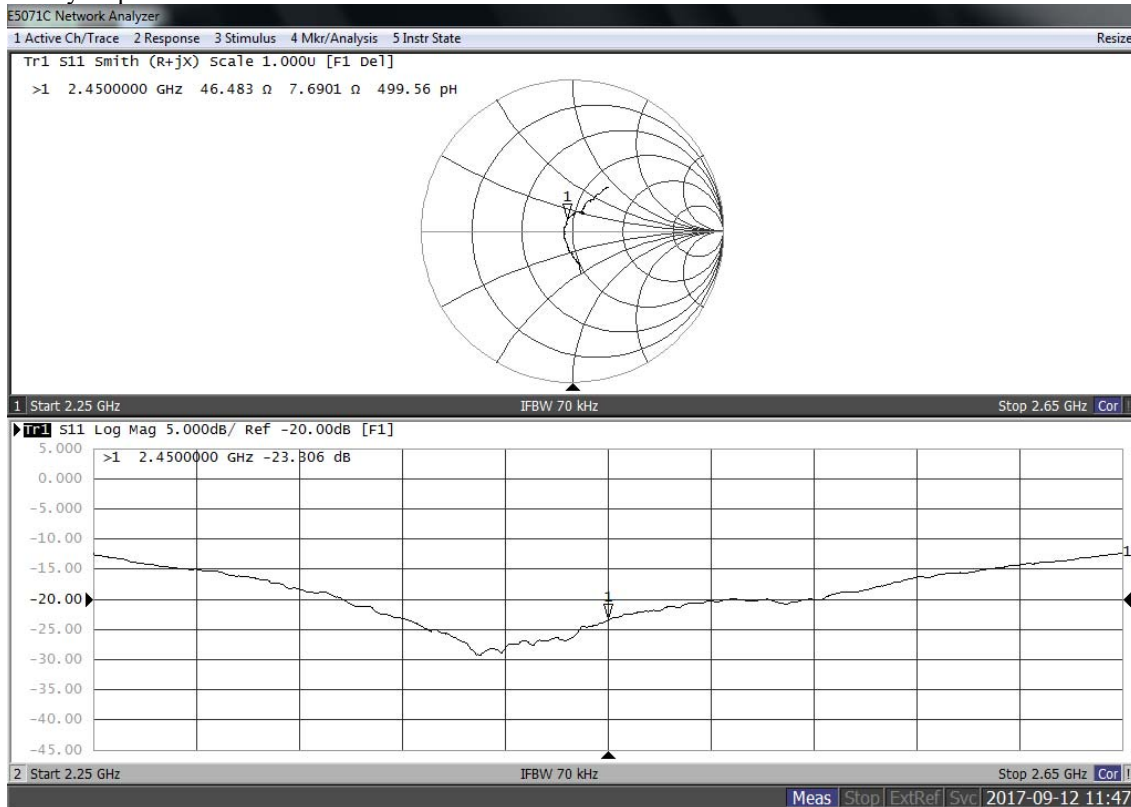 E5071C Network Analyzer
1 Active Ch/Trace 2 Response 3 Stimulus 4 Mkr/Analysis 5 Instr State Resize
Tr1 S11 Smith (R+jX) Scale 1.000U [F1 Del]
>1 2.4500000 GHz 46.483 Ω 7.6901 Ω 499.56 pH
1
1 Start 2.25 GHz IFBW 70 kHz Stop 2.65 GHz Cor !
Tr1 S11 Log Mag 5.000dB/ Ref -20.00dB [F1]
5.000
>1 2.4500000 GHz -23.306 dB
0.000
-5.000
-10.00
1
-15.00
-20.00
1
-25.00
-30.00
-35.00
-40.00
-45.00
2 Start 2.25 GHz IFBW 70 kHz Stop 2.65 GHz Cor !
Meas Stop ExtRef Svc 2017-09-12 11:47